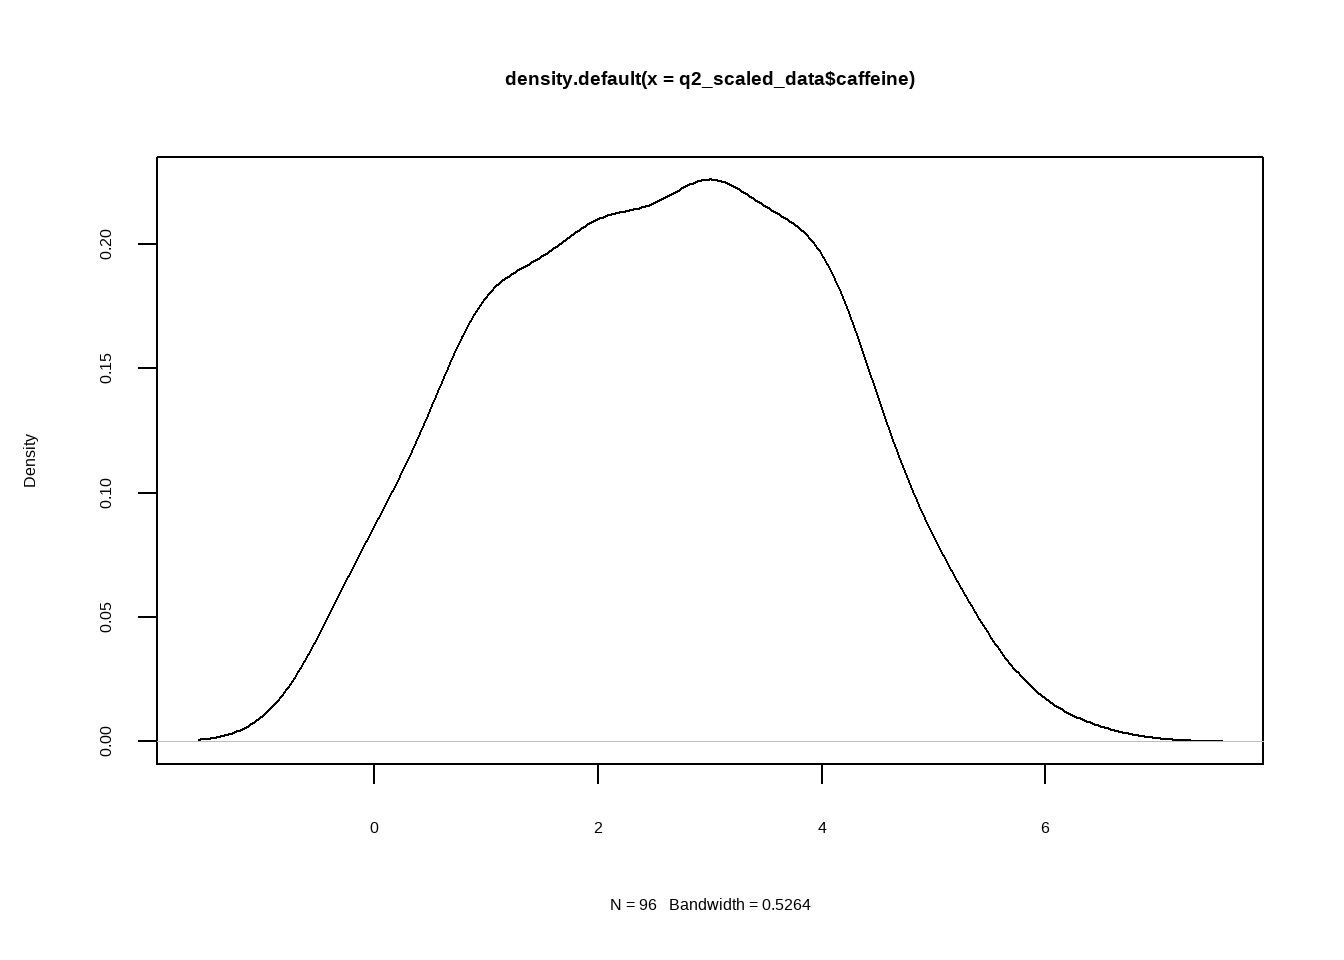 density.default(x = q2_scaled_data$caffeine)
Density
0.20
0.15
0.10
0.05
0.00
0 2 4 6
N = 96 Bandwidth = 0.5264